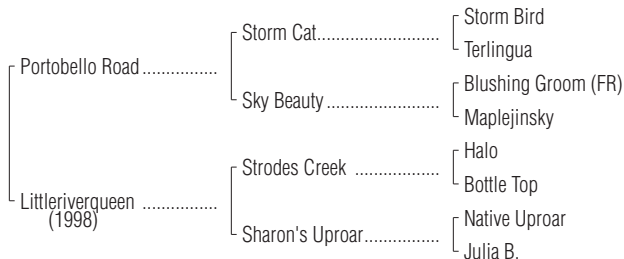 Storm Bird
Storm Cat
Terlingua
Portobello Road
Blushing Groom (FR)
Sky Beauty
Maplejinsky
Halo
Strodes Creek
Bottle Top
Littleriverqueen
(1998)
Native Uproar
Sharon's Uproar
Julia B.